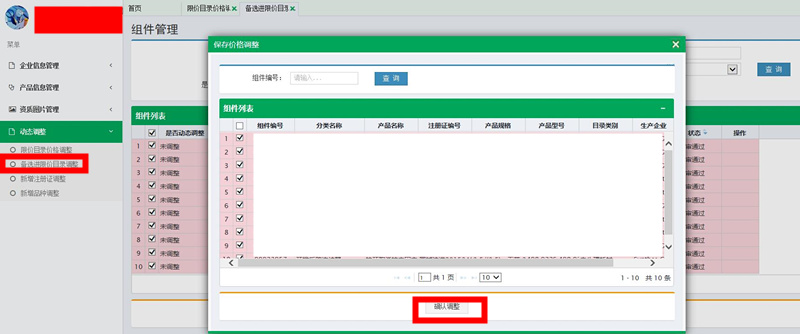 首页 限价目录价格调 备选进限价目录
组件管理
菜单
企业信息管理
产品信息管理
资质图片管理
动态调整
限价目录价格调整
备选进限价目录调整
新增注册证调整
新增品种调整
保存价格调整
组件编号： 请输入... 查 询
是
查 询
组件列表
是否动态调整
状态 操作
1 未调整 审通过
2 未调整 审通过
3 未调整 审通过
4 未调整 审通过
5 未调整 审通过
6 未调整 审通过
7 未调整 审通过
8 未调整 审通过
9 未调整 审通过
10 未调整 审通过
组件列表
组件编号 分类名称 产品名称 注册证编号 产品规格 产品型号 目录类别 生产企业
1
2
3
4
5
6
7
8
9
1 共 1 页 10
1 - 10 共 10 条
确认调整